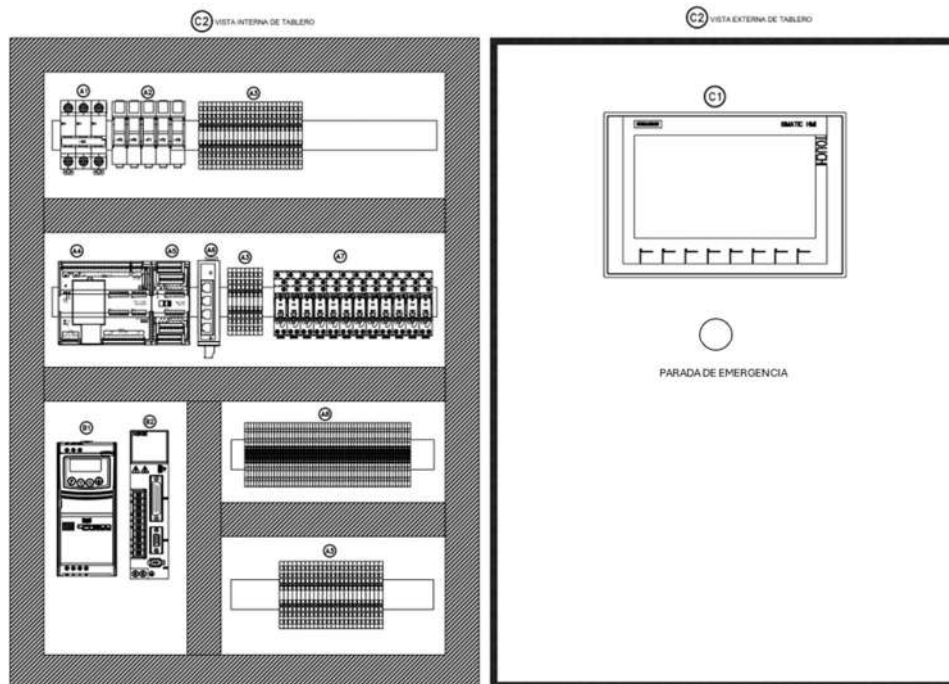 C2 VISTA INTERNA DE TABLERO
C2 VISTA EXTERNA DE TABLERO
A1
A2
A3
C1
SIMATIC HMI
TOUCH
A4
A5
A6
A3
A7
PARADA DE EMERGENCIA
B1
B2
A8
A3